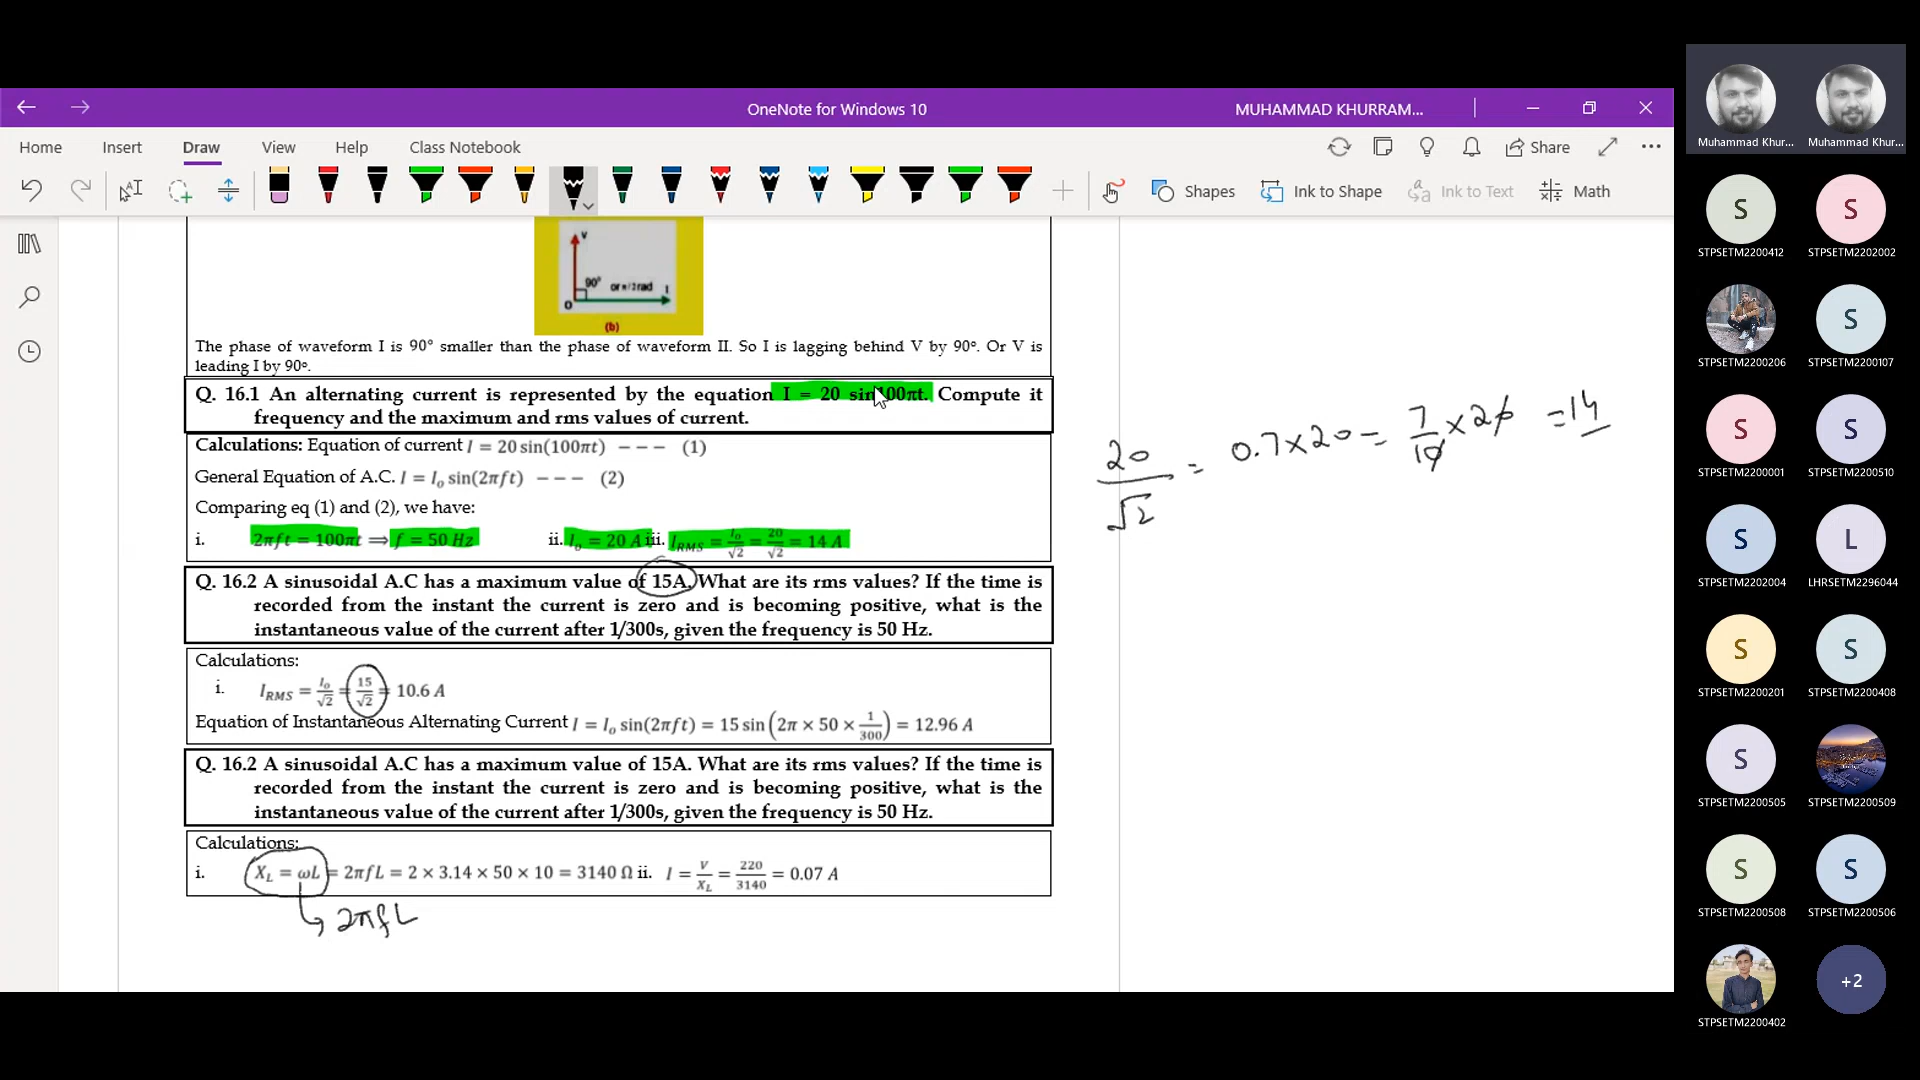 OneNote for Windows 10
MUHAMMAD KHURRAM...
Home Insert Draw View Help Class Notebook
Share
Shapes Ink to Shape Ink to Text Math
V
90° or π/2rad I
O
(b)
The phase of waveform I is 90° smaller than the phase of waveform II. So I is lagging behind V by 90°. Or V is
leading I by 90°.
Q. 16.1 An alternating current is represented by the equation I = 20 sin100πt. Compute it
frequency and the maximum and rms values of current.
Calculations: Equation of current I = 20 sin(100πt) − − − (1)
General Equation of A.C. I = Iₒ sin(2πft) − − − (2)
Comparing eq (1) and (2), we have:
i. 2πft = 100πt ⟹ f = 50 Hz ii. Iₒ = 20 A iii. I_RMS = Iₒ/√2 = 20/√2 = 14 A
Q. 16.2 A sinusoidal A.C has a maximum value of 15A. What are its rms values? If the time is
recorded from the instant the current is zero and is becoming positive, what is the
instantaneous value of the current after 1/300s, given the frequency is 50 Hz.
Calculations:
i. I_RMS = Iₒ/√2 = 15/√2 = 10.6 A
Equation of Instantaneous Alternating Current I = Iₒ sin(2πft) = 15 sin (2π × 50 × 1/300) = 12.96 A
Q. 16.2 A sinusoidal A.C has a maximum value of 15A. What are its rms values? If the time is
recorded from the instant the current is zero and is becoming positive, what is the
instantaneous value of the current after 1/300s, given the frequency is 50 Hz.
Calculations:
i. X_L = ωL = 2πfL = 2 × 3.14 × 50 × 10 = 3140 Ω ii. I = V/X_L = 220/3140 = 0.07 A
2πfL
20/√2 = 0.7×20 = 7/10 × 20 = 14
Muhammad Khur... Muhammad Khur...
S S
STPSETM2200412 STPSETM2202002
S
STPSETM2200206 STPSETM2200107
S S
STPSETM2200001 STPSETM2200510
S L
STPSETM2202004 LHRSETM2296044
S S
STPSETM2200201 STPSETM2200408
S
STPSETM2200505 STPSETM2200509
S S
STPSETM2200508 STPSETM2200506
+2
STPSETM2200402